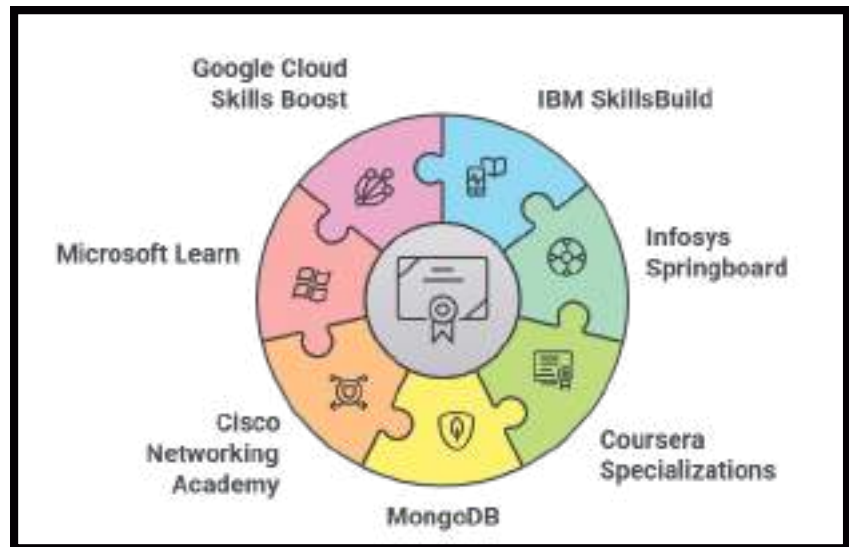 Google Cloud
Skills Boost
IBM SkillsBuild
Microsoft Learn
Infosys
Springboard
Cisco
Networking
Academy
Coursera
Specializations
MongoDB